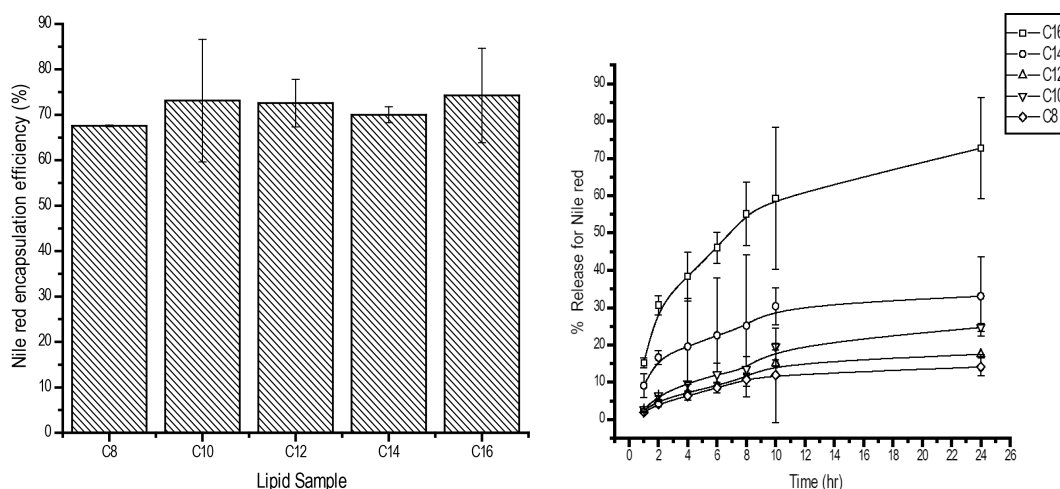 Nile red encapsulation efficiency (%)
90
80
70
60
50
40
30
20
10
0
C8 C10 C12 C14 C16
Lipid Sample
C16
C14
C12
C10
C8
% Release for Nile red
90
80
70
60
50
40
30
20
10
0
0 2 4 6 8 10 12 14 16 18 20 22 24 26
Time (hr)